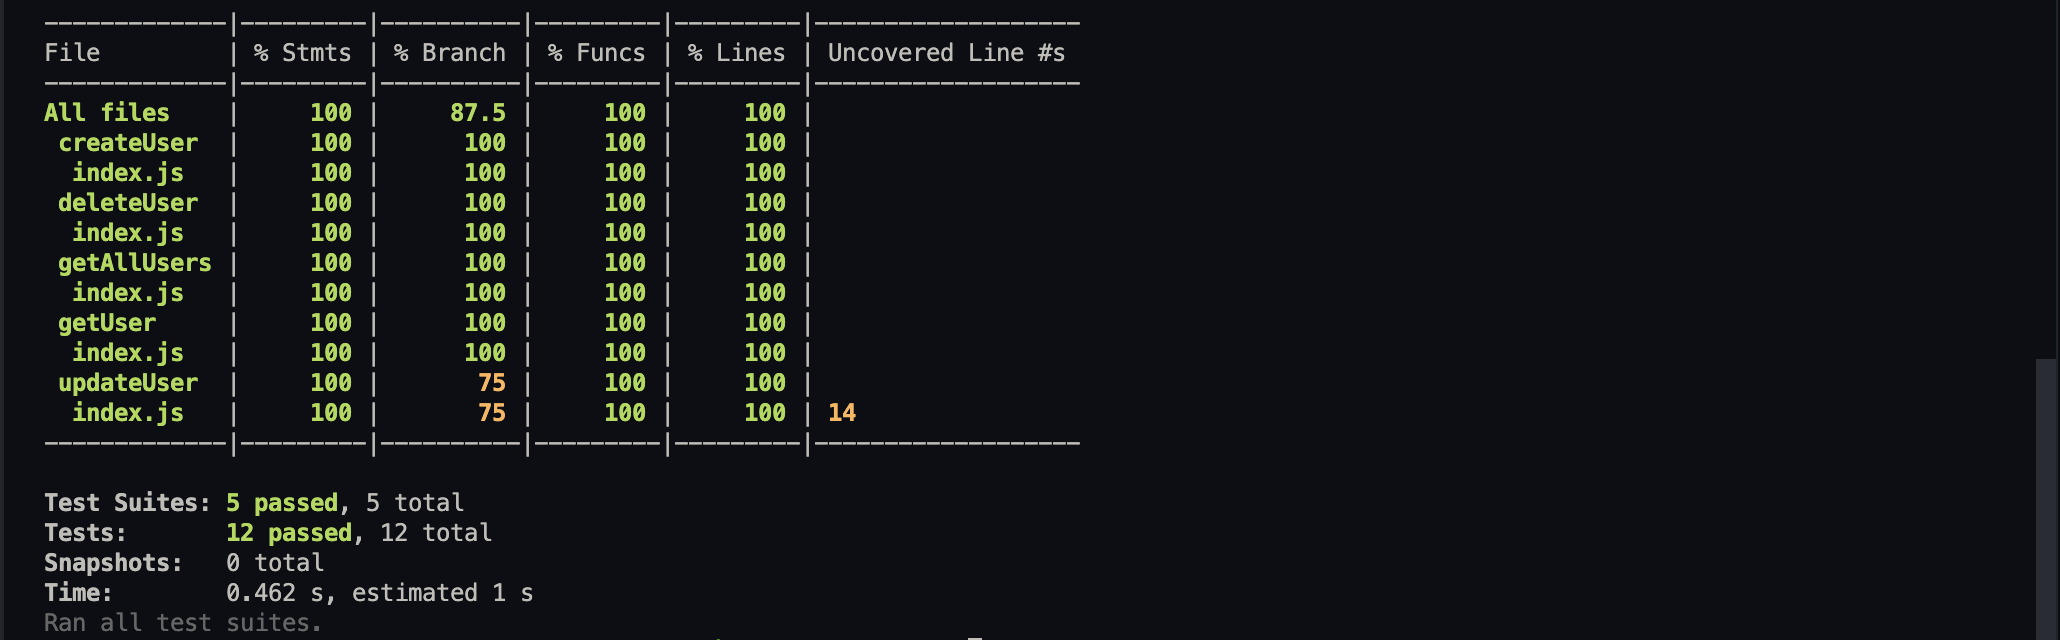 -------------|---------|----------|---------|---------|-------------------
File         | % Stmts | % Branch | % Funcs | % Lines | Uncovered Line #s
-------------|---------|----------|---------|---------|-------------------
All files    |     100 |     87.5 |     100 |     100 |
 createUser  |     100 |      100 |     100 |     100 |
  index.js   |     100 |      100 |     100 |     100 |
 deleteUser  |     100 |      100 |     100 |     100 |
  index.js   |     100 |      100 |     100 |     100 |
 getAllUsers |     100 |      100 |     100 |     100 |
  index.js   |     100 |      100 |     100 |     100 |
 getUser     |     100 |      100 |     100 |     100 |
  index.js   |     100 |      100 |     100 |     100 |
 updateUser  |     100 |       75 |     100 |     100 |
  index.js   |     100 |       75 |     100 |     100 | 14
-------------|---------|----------|---------|---------|-------------------
Test Suites: 5 passed, 5 total
Tests:       12 passed, 12 total
Snapshots:   0 total
Time:        0.462 s, estimated 1 s
Ran all test suites.